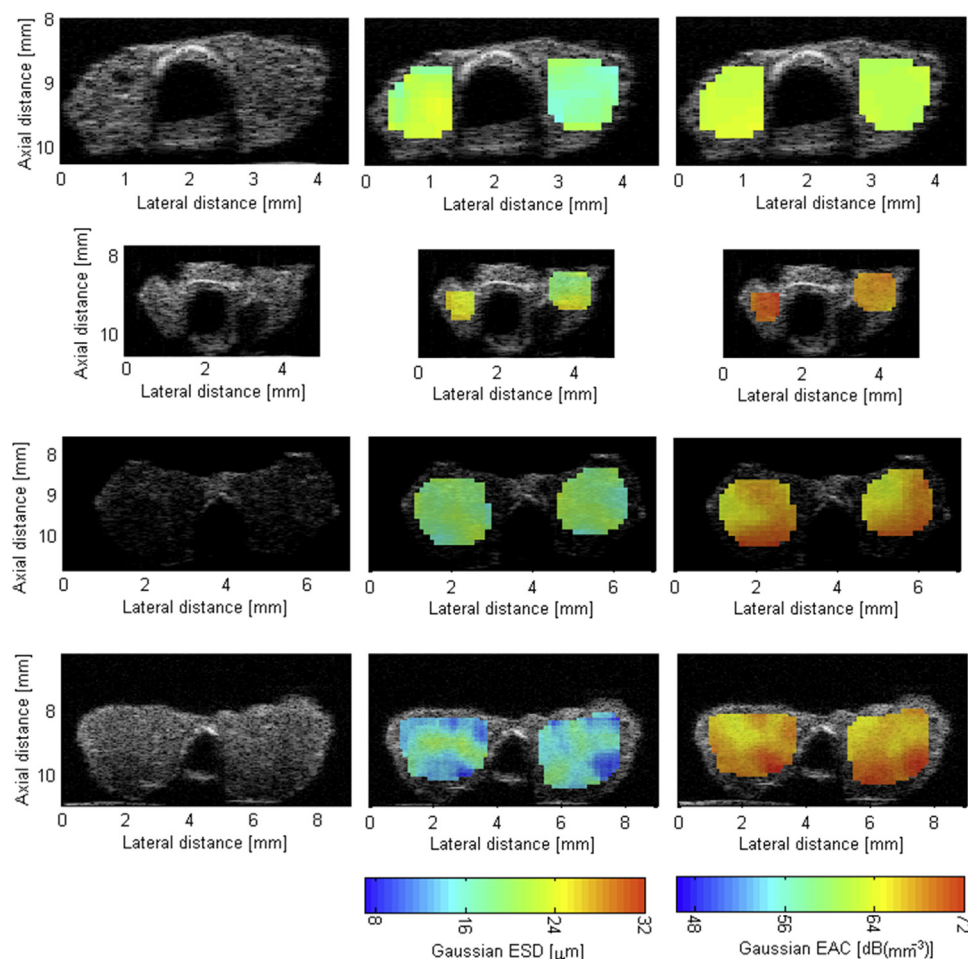 Axial distance [mm]
8
9
10
0 1 2 3 4
0 1 2 3 4
0 1 2 3 4
Lateral distance [mm]
Lateral distance [mm]
Lateral distance [mm]
Axial distance [mm]
8
10
0 2 4
0 2 4
0 2 4
Lateral distance [mm]
Lateral distance [mm]
Lateral distance [mm]
Axial distance [mm]
8
9
10
0 2 4 6
0 2 4 6
0 2 4 6
Lateral distance [mm]
Lateral distance [mm]
Lateral distance [mm]
Axial distance [mm]
8
10
0 2 4 6 8
0 2 4 6 8
0 2 4 6 8
Lateral distance [mm]
Lateral distance [mm]
Lateral distance [mm]
8 16 24 32
Gaussian ESD [μm]
48 56 64 72
Gaussian EAC [dB(mm⁻³)]